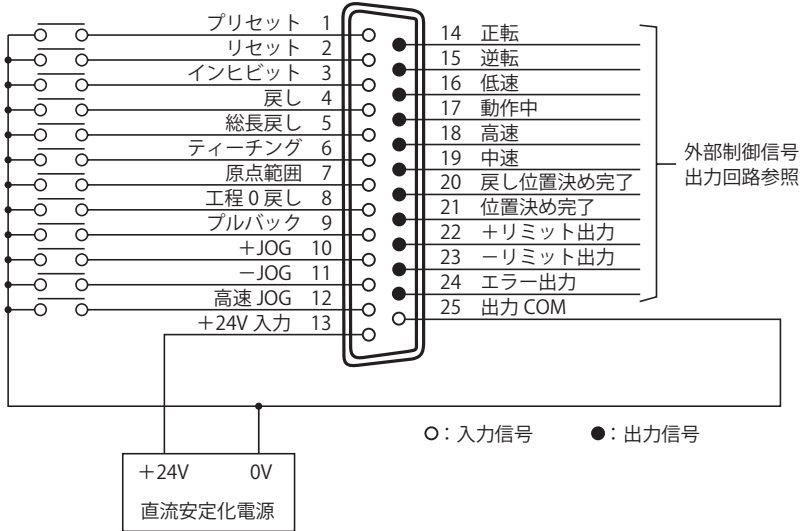 プリセット 1
リセット 2
インヒビット 3
戻し 4
総長戻し 5
ティーチング 6
原点範囲 7
工程 0 戻し 8
プルバック 9
＋JOG 10
－JOG 11
高速 JOG 12
＋24V 入力 13
14 正転
15 逆転
16 低速
17 動作中
18 高速
19 中速
20 戻し位置決め完了
21 位置決め完了
22 ＋リミット出力
23 －リミット出力
24 エラー出力
25 出力 COM
外部制御信号
出力回路参照
○：入力信号 ●：出力信号
＋24V 0V
直流安定化電源